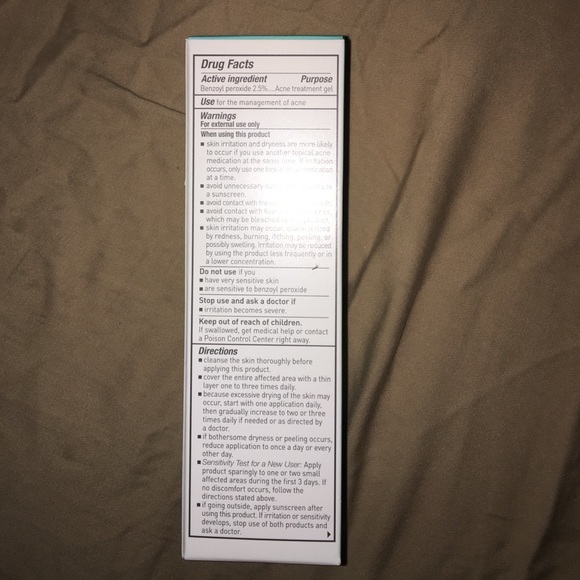 Drug Facts
Active ingredient Purpose
Benzoyl peroxide 2.5%....Acne treatment gel
Use for the management of acne
Warnings
For external use only
When using this product
■ skin irritation and dryness are more likely
to occur if you use another topical acne
medication at the same time. If irritation
occurs, only use one topical acne medication
at a time.
■ avoid unnecessary sun
a sunscreen.
■ avoid contact with the
■ avoid contact with
which may be bleached by this product.
■ skin irritation may occur, characterized
by redness, burning, itching, peeling, or
possibly swelling. Irritation may be reduced
by using the product less frequently or in
a lower concentration.
Do not use if you
■ have very sensitive skin
■ are sensitive to benzoyl peroxide
Stop use and ask a doctor if
■ irritation becomes severe.
Keep out of reach of children.
If swallowed, get medical help or contact
a Poison Control Center right away.
Directions
■ cleanse the skin thoroughly before
applying this product.
■ cover the entire affected area with a thin
layer one to three times daily.
■ because excessive drying of the skin may
occur, start with one application daily,
then gradually increase to two or three
times daily if needed or as directed by
a doctor.
■ if bothersome dryness or peeling occurs,
reduce application to once a day or every
other day.
■ Sensitivity Test for a New User: Apply
product sparingly to one or two small
affected areas during the first 3 days. If
no discomfort occurs, follow the
directions stated above.
■ if going outside, apply sunscreen after
using this product. If irritation or sensitivity
develops, stop use of both products and
ask a doctor.